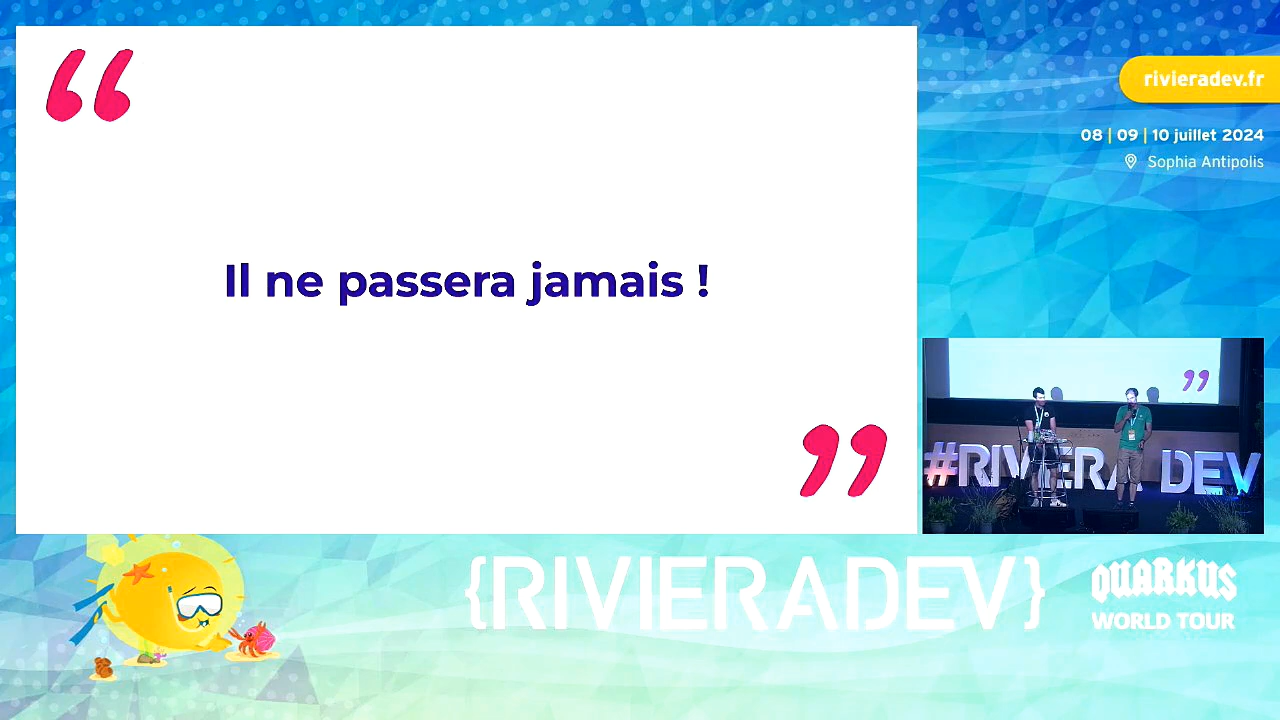 “
Il ne passera jamais !
”
rivieradev.fr
08 | 09 | 10 juillet 2024
Sophia Antipolis
”
#RIVIERA DEV
{RIVIERADEV}
QUARKUS
WORLD TOUR